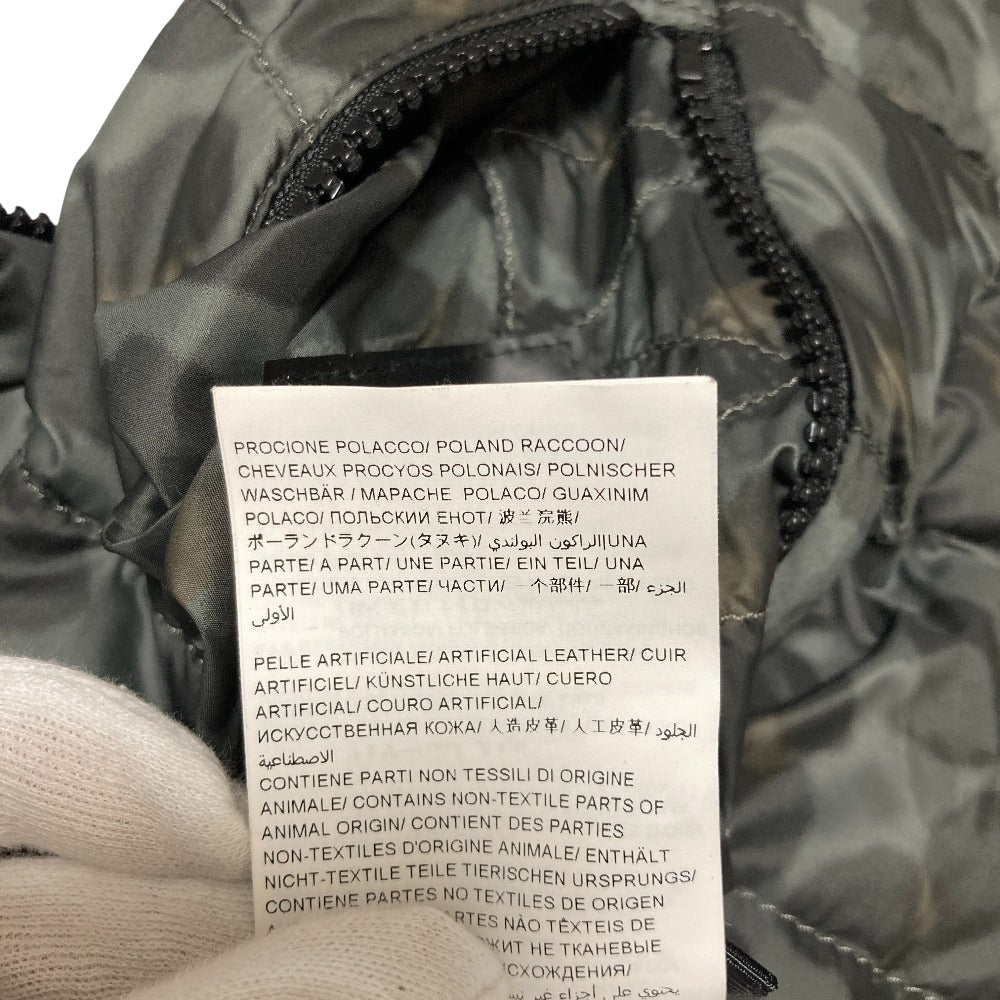 PROCIONE POLACCO/ POLAND RACCOON/
CHEVEAUX PROCYOS POLONAIS/ POLNISCHER
WASCHBÄR / MAPACHE POLACO/ GUAXINIM
POLACO/ ПОЛЬСКИЙ ЕНОТ/ 波兰浣熊/
ポーランドラクーン(タヌキ)/ الراكون البولندي|UNA
PARTE/ A PART/ UNE PARTIE/ EIN TEIL/ UNA
PARTE/ UMA PARTE/ ЧАСТИ/ 一个部件/ 一部/ الجزء
الأولى
PELLE ARTIFICIALE/ ARTIFICIAL LEATHER/ CUIR
ARTIFICIEL/ KÜNSTLICHE HAUT/ CUERO
ARTIFICIAL/ COURO ARTIFICIAL/
ИСКУССТВЕННАЯ КОЖА/ 人造皮革/ 人工皮革/ الجلود
الاصطناعية
CONTIENE PARTI NON TESSILI DI ORIGINE
ANIMALE/ CONTAINS NON-TEXTILE PARTS OF
ANIMAL ORIGIN/ CONTIENT DES PARTIES
NON-TEXTILES D'ORIGINE ANIMALE/ ENTHÄLT
NICHT-TEXTILE TEILE TIERISCHEN URSPRUNGS/
CONTIENE PARTES NO TEXTILES DE ORIGEN
ARTES NÃO TÊXTEIS DE
НЕ ТКАНЕВЫЕ
يحتوي على أجزاء غير